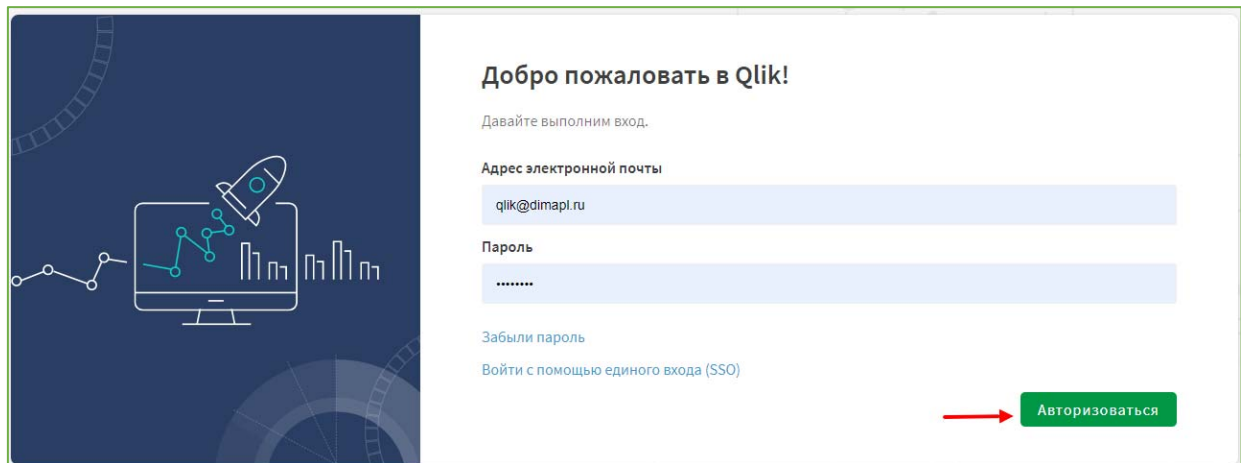 Добро пожаловать в Qlik!
Давайте выполним вход.
Адрес электронной почты
qlik@dimapl.ru
Пароль
••••••••
Забыли пароль
Войти с помощью единого входа (SSO)
Авторизоваться